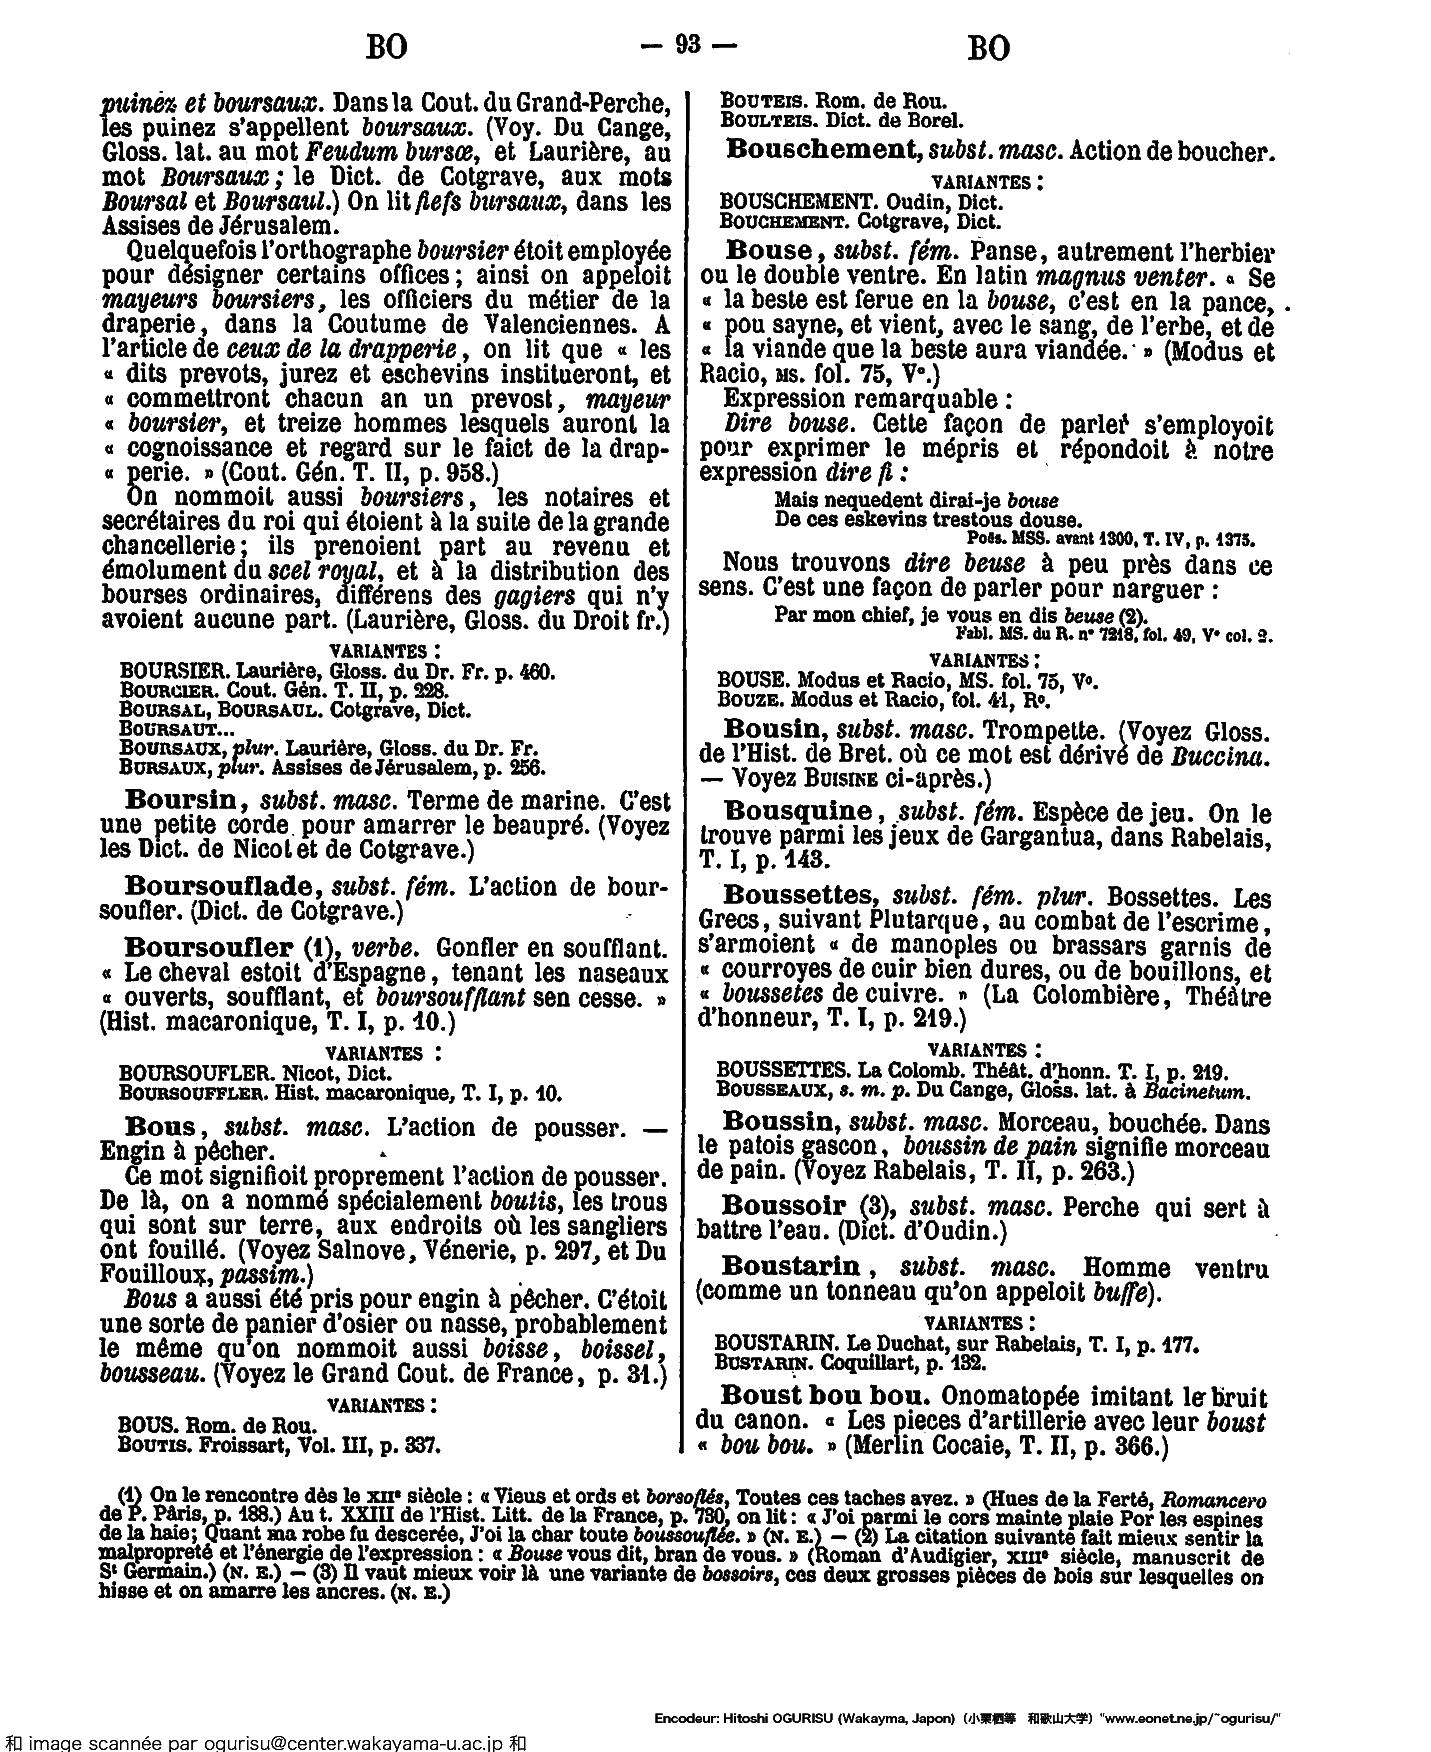 BO — 93 — BO
puinez et boursaux. Dans la Cout. du Grand-Perche,
les puinez s'appellent boursaux. (Voy. Du Cange,
Gloss. lat. au mot Feudum bursœ, et Laurière, au
mot Boursaux ; le Dict. de Cotgrave, aux mots
Boursal et Boursaul.) On lit fiefs bursaux, dans les
Assises de Jérusalem.
Quelquefois l'orthographe boursier étoit employée
pour désigner certains offices ; ainsi on appeloit
mayeurs boursiers, les officiers du métier de la
draperie, dans la Coutume de Valenciennes. A
l'article de ceux de la drapperie, on lit que « les
« dits prevots, jurez et eschevins institueront, et
« commettront chacun an un prevost, mayeur
« boursier, et treize hommes lesquels auront la
« cognoissance et regard sur le faict de la drap-
« perie. » (Cout. Gén. T. II, p. 958.)
On nommoit aussi boursiers, les notaires et
secrétaires du roi qui étoient à la suite de la grande
chancellerie ; ils prenoient part au revenu et
émolument du scel royal, et à la distribution des
bourses ordinaires, différens des gagiers qui n'y
avoient aucune part. (Laurière, Gloss. du Droit fr.)
VARIANTES :
BOURSIER. Laurière, Gloss. du Dr. Fr. p. 460.
BOURCIER. Cout. Gén. T. II, p. 228.
BOURSAL, BOURSAUL. Cotgrave, Dict.
BOURSAUT...
BOURSAUX, plur. Laurière, Gloss. du Dr. Fr.
BURSAUX, plur. Assises de Jérusalem, p. 256.
Boursin, subst. masc. Terme de marine. C'est
une petite corde pour amarrer le beaupré. (Voyez
les Dict. de Nicot et de Cotgrave.)
Boursouflade, subst. fém. L'action de bour-
soufler. (Dict. de Cotgrave.)
Boursoufler (1), verbe. Gonfler en soufflant.
« Le cheval estoit d'Espagne, tenant les naseaux
« ouverts, soufflant, et boursoufflant sen cesse. »
(Hist. macaronique, T. I, p. 10.)
VARIANTES :
BOURSOUFLER. Nicot, Dict.
BOURSOUFFLER. Hist. macaronique, T. I, p. 10.
Bous, subst. masc. L'action de pousser. —
Engin à pêcher.
Ce mot signifioit proprement l'action de pousser.
De là, on a nommé spécialement boutis, les trous
qui sont sur terre, aux endroits où les sangliers
ont fouillé. (Voyez Salnove, Vénerie, p. 297, et Du
Fouilloux, passim.)
Bous a aussi été pris pour engin à pêcher. C'étoit
une sorte de panier d'osier ou nasse, probablement
le même qu'on nommoit aussi boisse, boissel,
bousseau. (Voyez le Grand Cout. de France, p. 31.)
VARIANTES :
BOUS. Rom. de Rou.
BOUTIS. Froissart, Vol. III, p. 337.
BOUTEIS. Rom. de Rou.
BOULTEIS. Dict. de Borel.
Bouschement, subst. masc. Action de boucher.
VARIANTES :
BOUSCHEMENT. Oudin, Dict.
BOUCHEMENT. Cotgrave, Dict.
Bouse, subst. fém. Panse, autrement l'herbier
ou le double ventre. En latin magnus venter. « Se
« la beste est ferue en la bouse, c'est en la pance,
« pou sayne, et vient, avec le sang, de l'erbe, et de
« la viande que la beste aura viandée. » (Modus et
Racio, MS. fol. 75, V°.)
Expression remarquable :
Dire bouse. Cette façon de parler s'employoit
pour exprimer le mépris et répondoit à notre
expression dire fi :
Mais nequedent dirai-je bouse
De ces eskevins trestous douse.
Poës. MSS. avant 1300, T. IV, p. 1375.
Nous trouvons dire beuse à peu près dans ce
sens. C'est une façon de parler pour narguer :
Par mon chief, je vous en dis beuse (2).
Fabl. MS. du R. n° 7218, fol. 49, V° col. 2.
VARIANTES :
BOUSE. Modus et Racio, MS. fol. 75, V°.
BOUZE. Modus et Racio, fol. 41, R°.
Bousin, subst. masc. Trompette. (Voyez Gloss.
de l'Hist. de Bret. où ce mot est dérivé de Buccina.
— Voyez BUISINE ci-après.)
Bousquine, subst. fém. Espèce de jeu. On le
trouve parmi les jeux de Gargantua, dans Rabelais,
T. I, p. 143.
Boussettes, subst. fém. plur. Bossettes. Les
Grecs, suivant Plutarque, au combat de l'escrime,
s'armoient « de manoples ou brassars garnis de
« courroyes de cuir bien dures, ou de bouillons, et
« boussetes de cuivre. » (La Colombière, Théâtre
d'honneur, T. I, p. 219.)
VARIANTES :
BOUSSETTES. La Colomb. Théât. d'honn. T. I, p. 219.
BOUSSEAUX, s. m. p. Du Cange, Gloss. lat. à Bacinetum.
Boussin, subst. masc. Morceau, bouchée. Dans
le patois gascon, boussin de pain signifie morceau
de pain. (Voyez Rabelais, T. II, p. 263.)
Boussoir (3), subst. masc. Perche qui sert à
battre l'eau. (Dict. d'Oudin.)
Boustarin, subst. masc. Homme ventru
(comme un tonneau qu'on appeloit buffe).
VARIANTES :
BOUSTARIN. Le Duchat, sur Rabelais, T. I, p. 177.
BUSTARIN. Coquillart, p. 132.
Boust bou bou. Onomatopée imitant le bruit
du canon. « Les pieces d'artillerie avec leur boust
« bou bou. » (Merlin Cocaie, T. II, p. 366.)
(1) On le rencontre dès le XIIe siècle : « Vieus et ords et borsoflés, Toutes ces taches avez. » (Hues de la Ferté, Romancero
de P. Pâris, p. 188.) Au t. XXIII de l'Hist. Litt. de la France, p. 730, on lit : « J'oi parmi le cors mainte plaie Por les espines
de la haie; Quant ma robe fu descerée, J'oi la char toute boussouflée. » (N. E.) — (2) La citation suivante fait mieux sentir la
malpropreté et l'énergie de l'expression : « Bouse vous dit, bran de vous. » (Roman d'Audigier, XIIIe siècle, manuscrit de
St Germain.) (N. E.) — (3) Il vaut mieux voir là une variante de bossoirs, ces deux grosses pièces de bois sur lesquelles on
hisse et on amarre les ancres. (N. E.)
Encodeur: Hitoshi OGURISU (Wakayma, Japon) (小栗栖等 和歌山大学) "www.eonet.ne.jp/~ogurisu/"
和 image scannée par ogurisu@center.wakayama-u.ac.jp 和